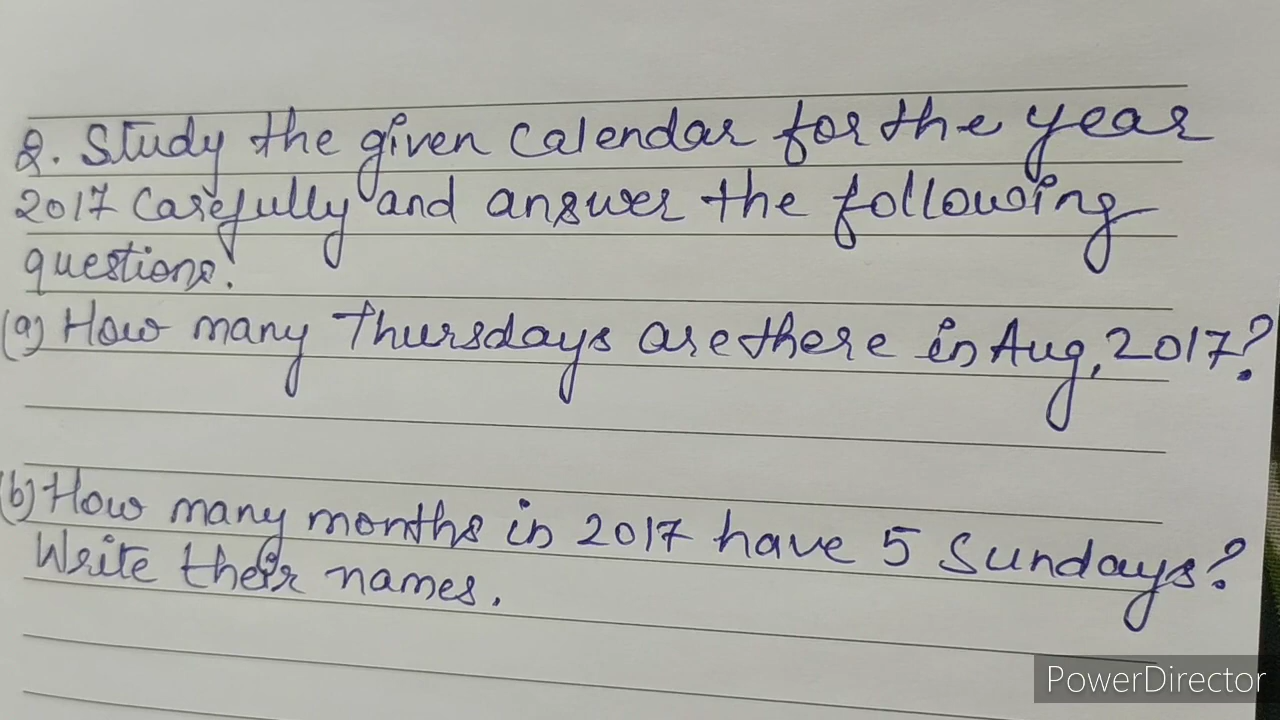 2. Study the given calendar for the year
2017 carefully and answer the following
questions.
(a) How many Thursdays are there in Aug, 2017?
(b) How many months in 2017 have 5 Sundays?
Write their names.
PowerDirector